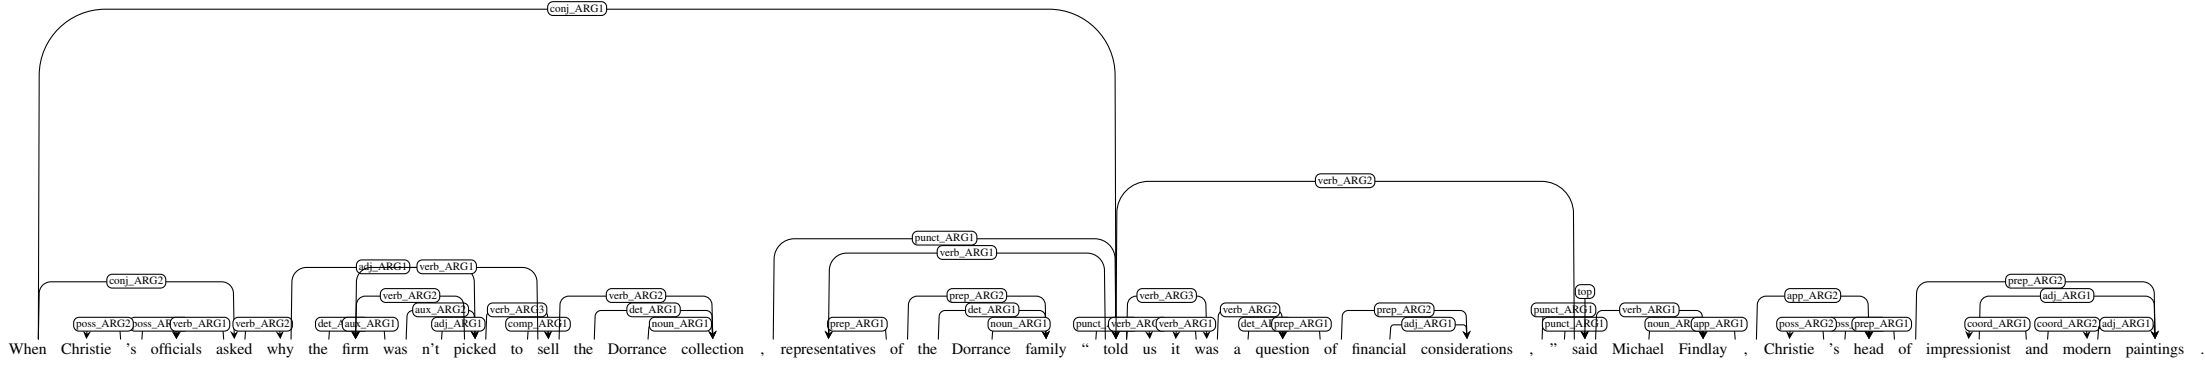 conj_ARG1
verb_ARG2
punct_ARG1
verb_ARG1
adj_ARG1 verb_ARG1
conj_ARG2 prep_ARG2
top
verb_ARG2 verb_ARG2 prep_ARG2 verb_ARG3 app_ARG2 adj_ARG1
aux_ARG2 verb_ARG3 det_ARG1 det_ARG1 verb_ARG2 prep_ARG2 punct_ARG1 verb_ARG1
poss_ARG2 verb_ARG1 verb_ARG2 aux_ARG1 adj_ARG1 comp_ARG1 noun_ARG1 prep_ARG1 noun_ARG1 verb_ARG1 prep_ARG1 adj_ARG1 punct_ARG1 app_ARG1 poss_ARG2 prep_ARG1 coord_ARG1 coord_ARG2 adj_ARG1
When Christie 's officials asked why the firm was n't picked to sell the Dorrance collection , representatives of the Dorrance family “ told us it was a question of financial considerations , ” said Michael Findlay , Christie 's head of impressionist and modern paintings .